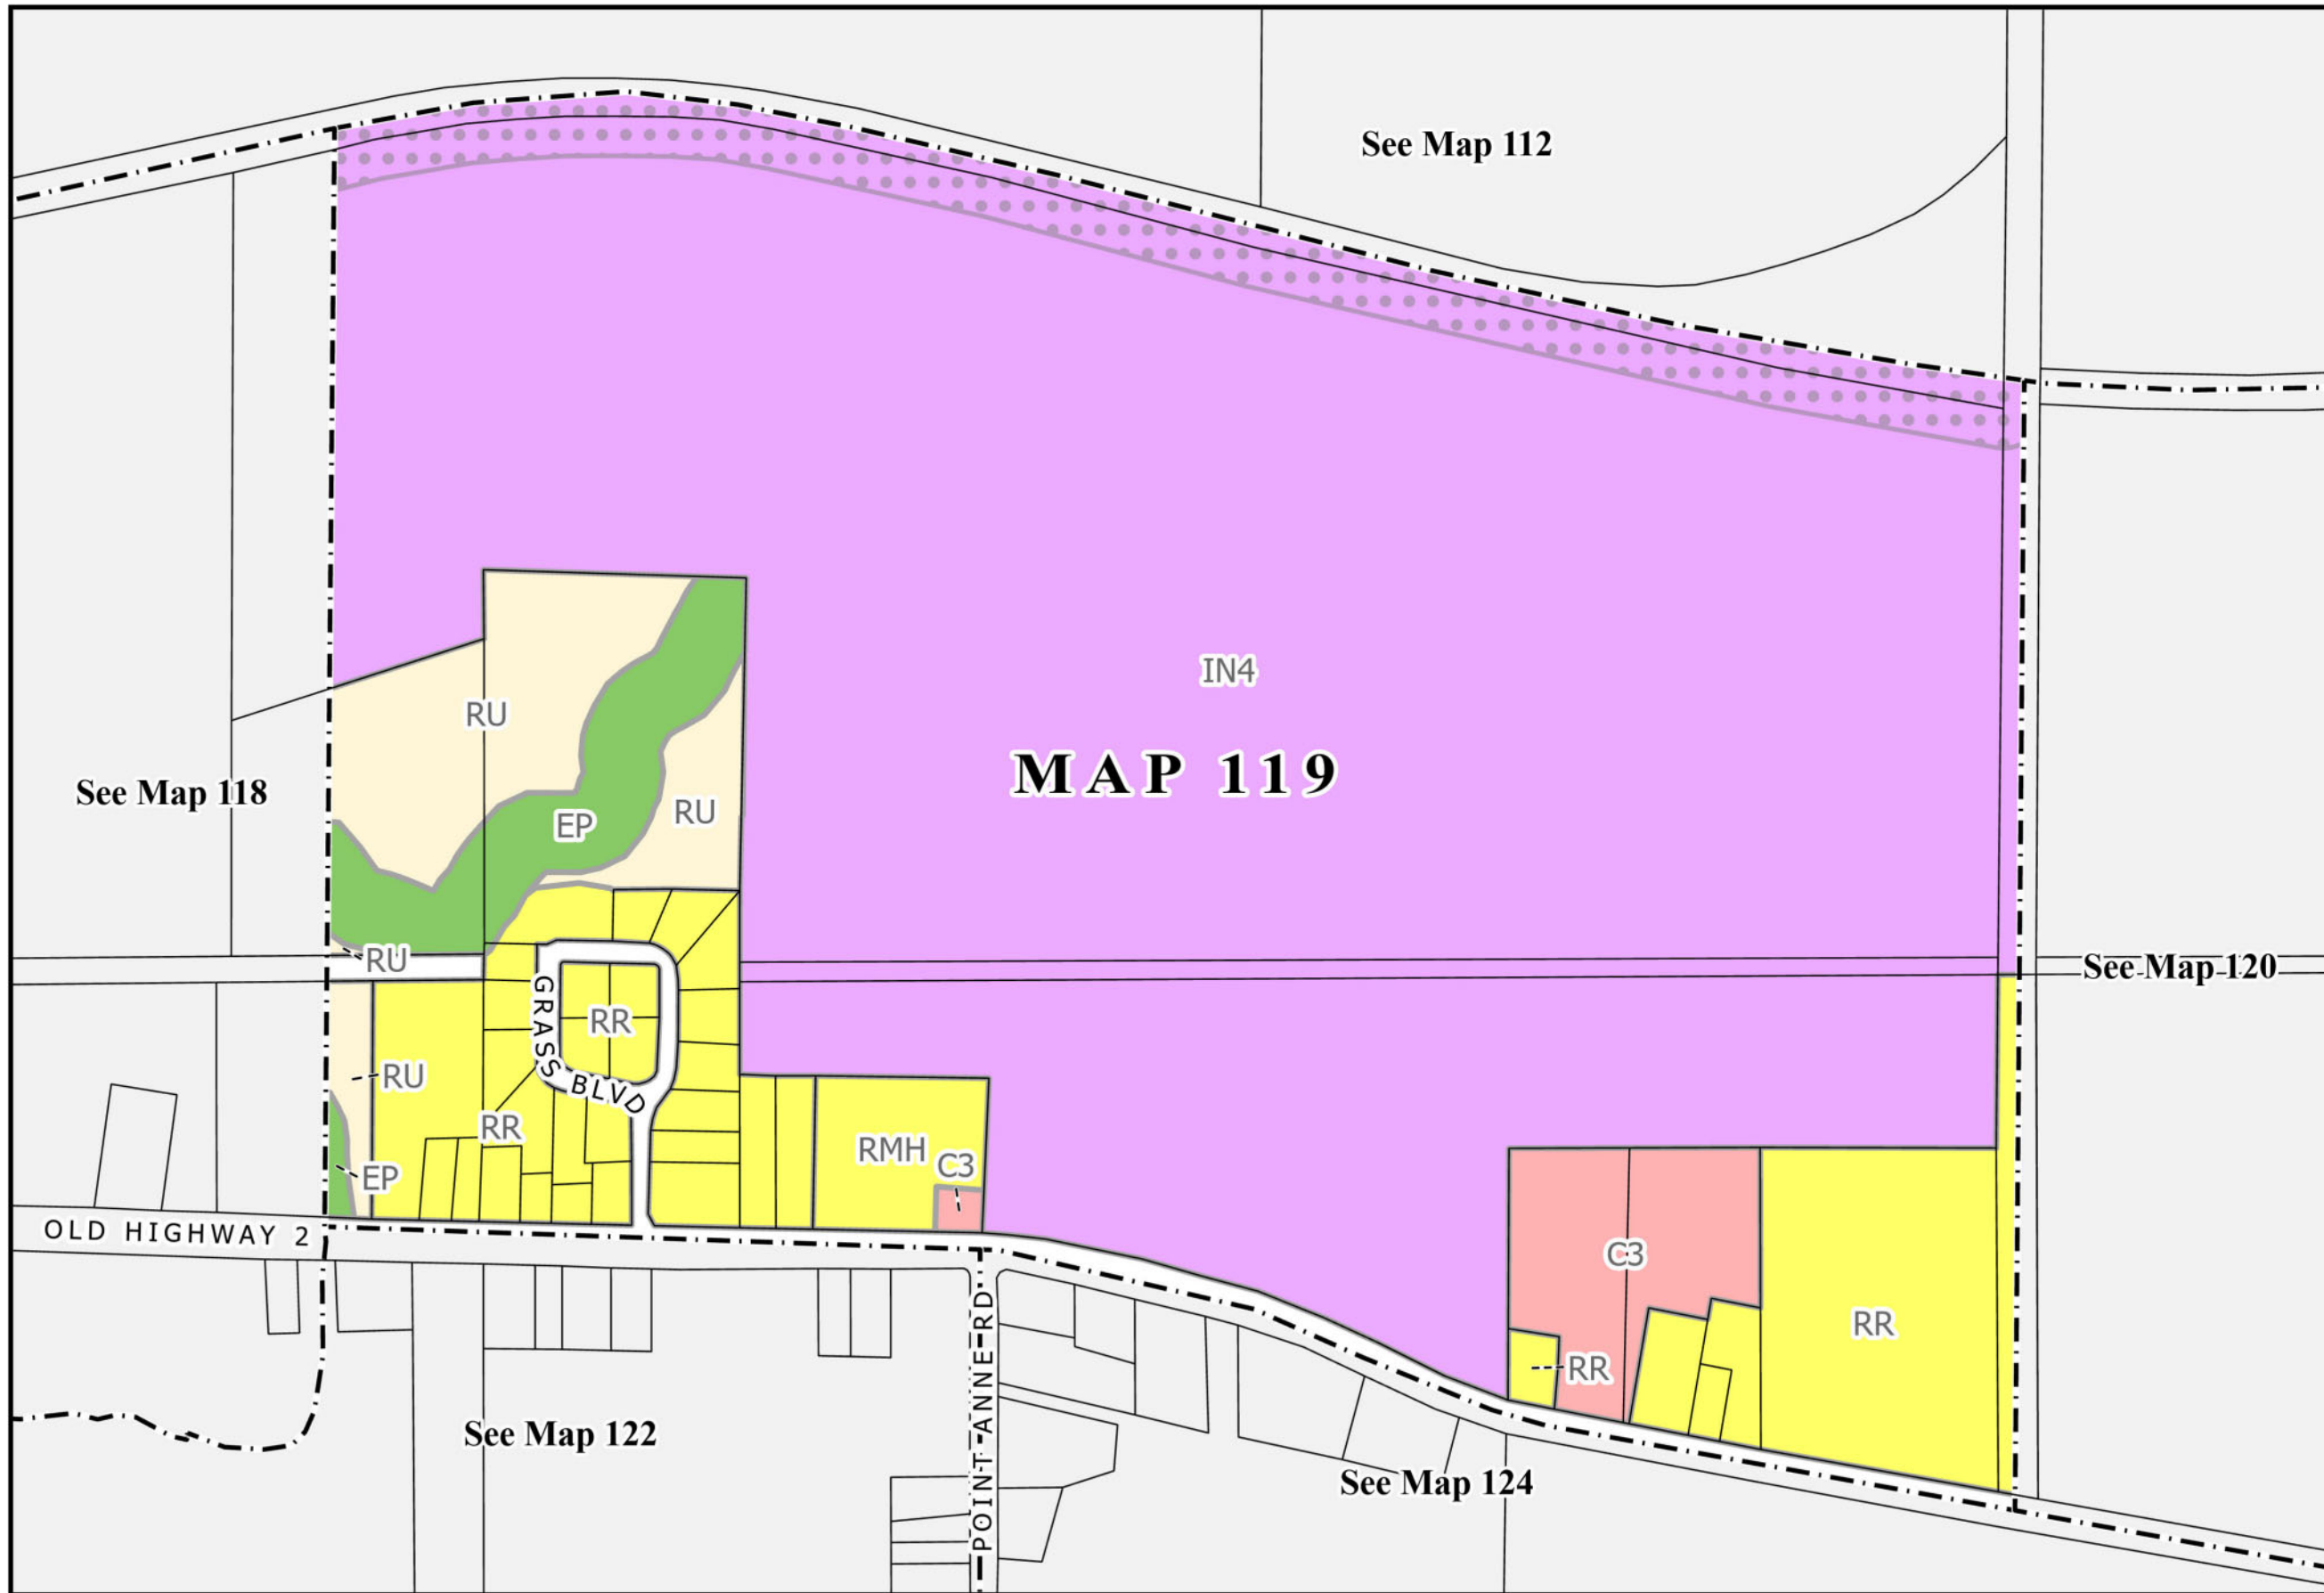 See Map 112
IN4
RU
MAP 119
See Map 118
RU
EP
RU
See Map 120
GRASS BLVD
RR
RU
RR
RMH
C3
EP
OLD HIGHWAY 2
C3
RR
RR
POINT ANNE RD
See Map 122
See Map 124